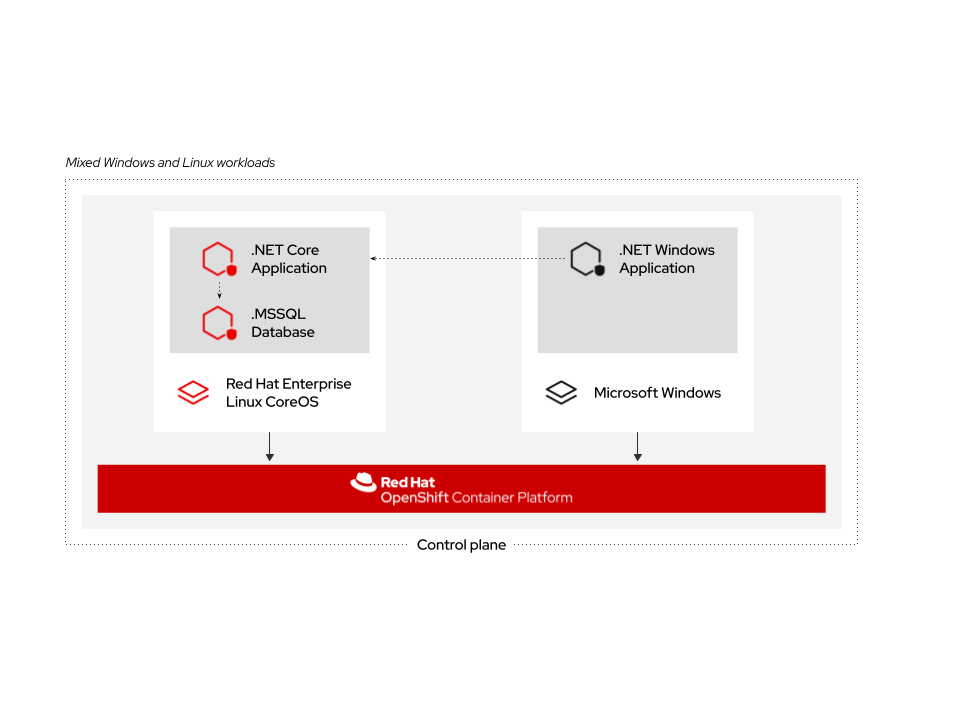 Mixed Windows and Linux workloads
.NET Core
Application
.MSSQL
Database
Red Hat Enterprise
Linux CoreOS
.NET Windows
Application
Microsoft Windows
Red Hat
OpenShift Container Platform
Control plane